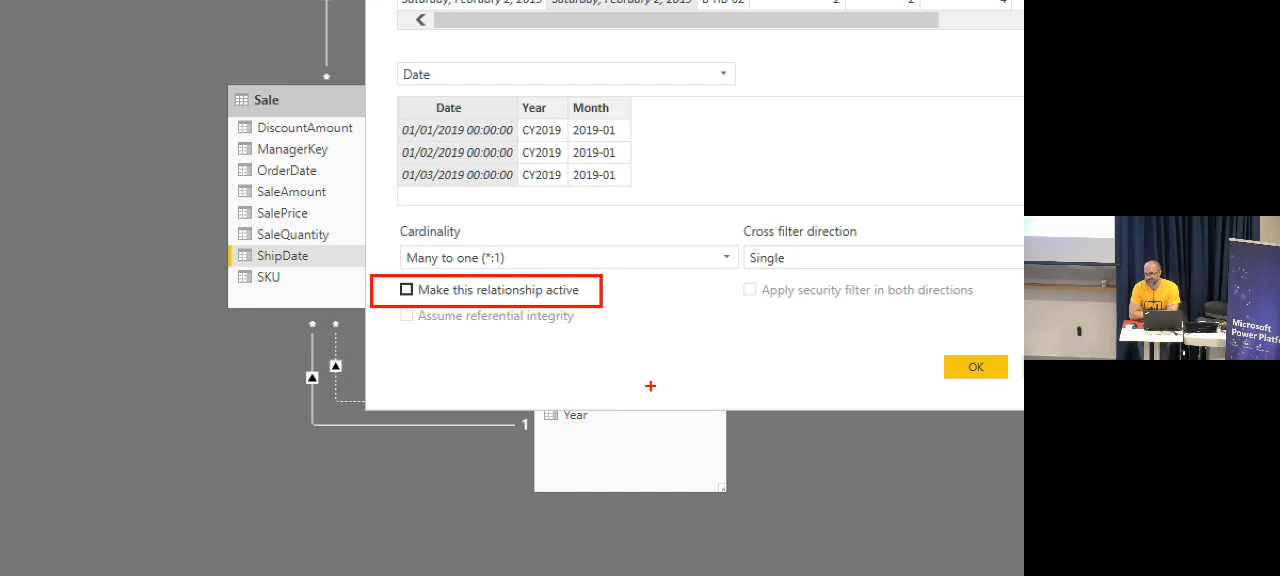 Saturday, February 2, 2019 Saturday, February 2, 2019 2 2 4
Date
Date Year Month
01/01/2019 00:00:00 CY2019 2019-01
01/02/2019 00:00:00 CY2019 2019-01
01/03/2019 00:00:00 CY2019 2019-01
Sale
DiscountAmount
ManagerKey
OrderDate
SaleAmount
SalePrice
SaleQuantity
ShipDate
SKU
Cardinality
Cross filter direction
Many to one (*:1)
Single
Make this relationship active
Apply security filter in both directions
Assume referential integrity
OK
Year
1
Microsoft
Power Platf